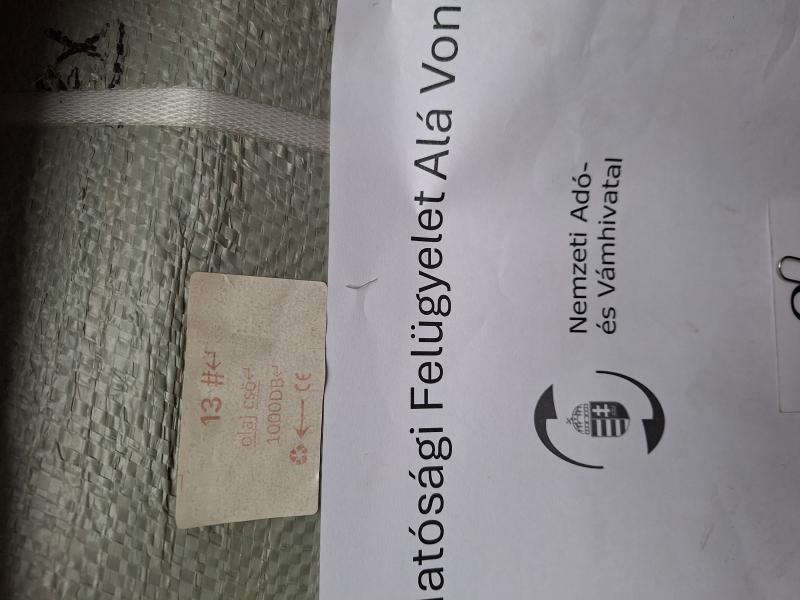 atósági Felügyelet Alá Von
Nemzeti Adó-
és Vámhivatal
13 #↵
olaj cső↵
1000DB↵
CE